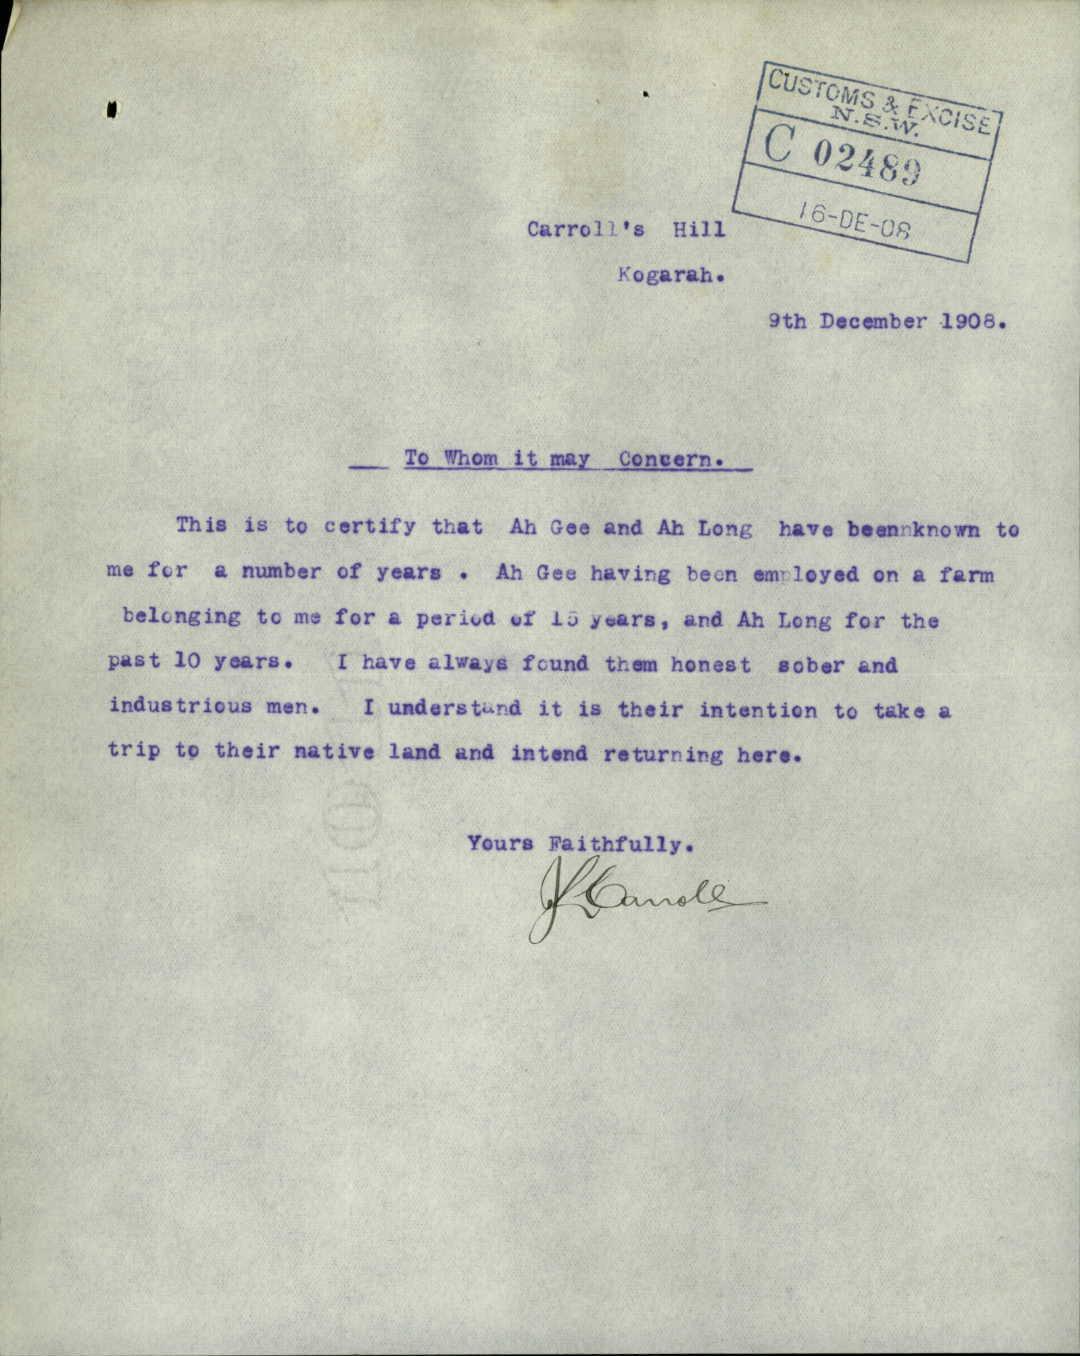 CUSTOMS & EXCISE
N.S.W.
C 02489
16-DE-08
Carroll's Hill
Kogarah.
9th December 1908.
To Whom it may Concern.
This is to certify that Ah Gee and Ah Long have beennknown to
me for a number of years . Ah Gee having been employed on a farm
belonging to me for a period of 15 years, and Ah Long for the
past 10 years. I have always found them honest sober and
industrious men. I understand it is their intention to take a
trip to their native land and intend returning here.
Yours Faithfully.
Carroll